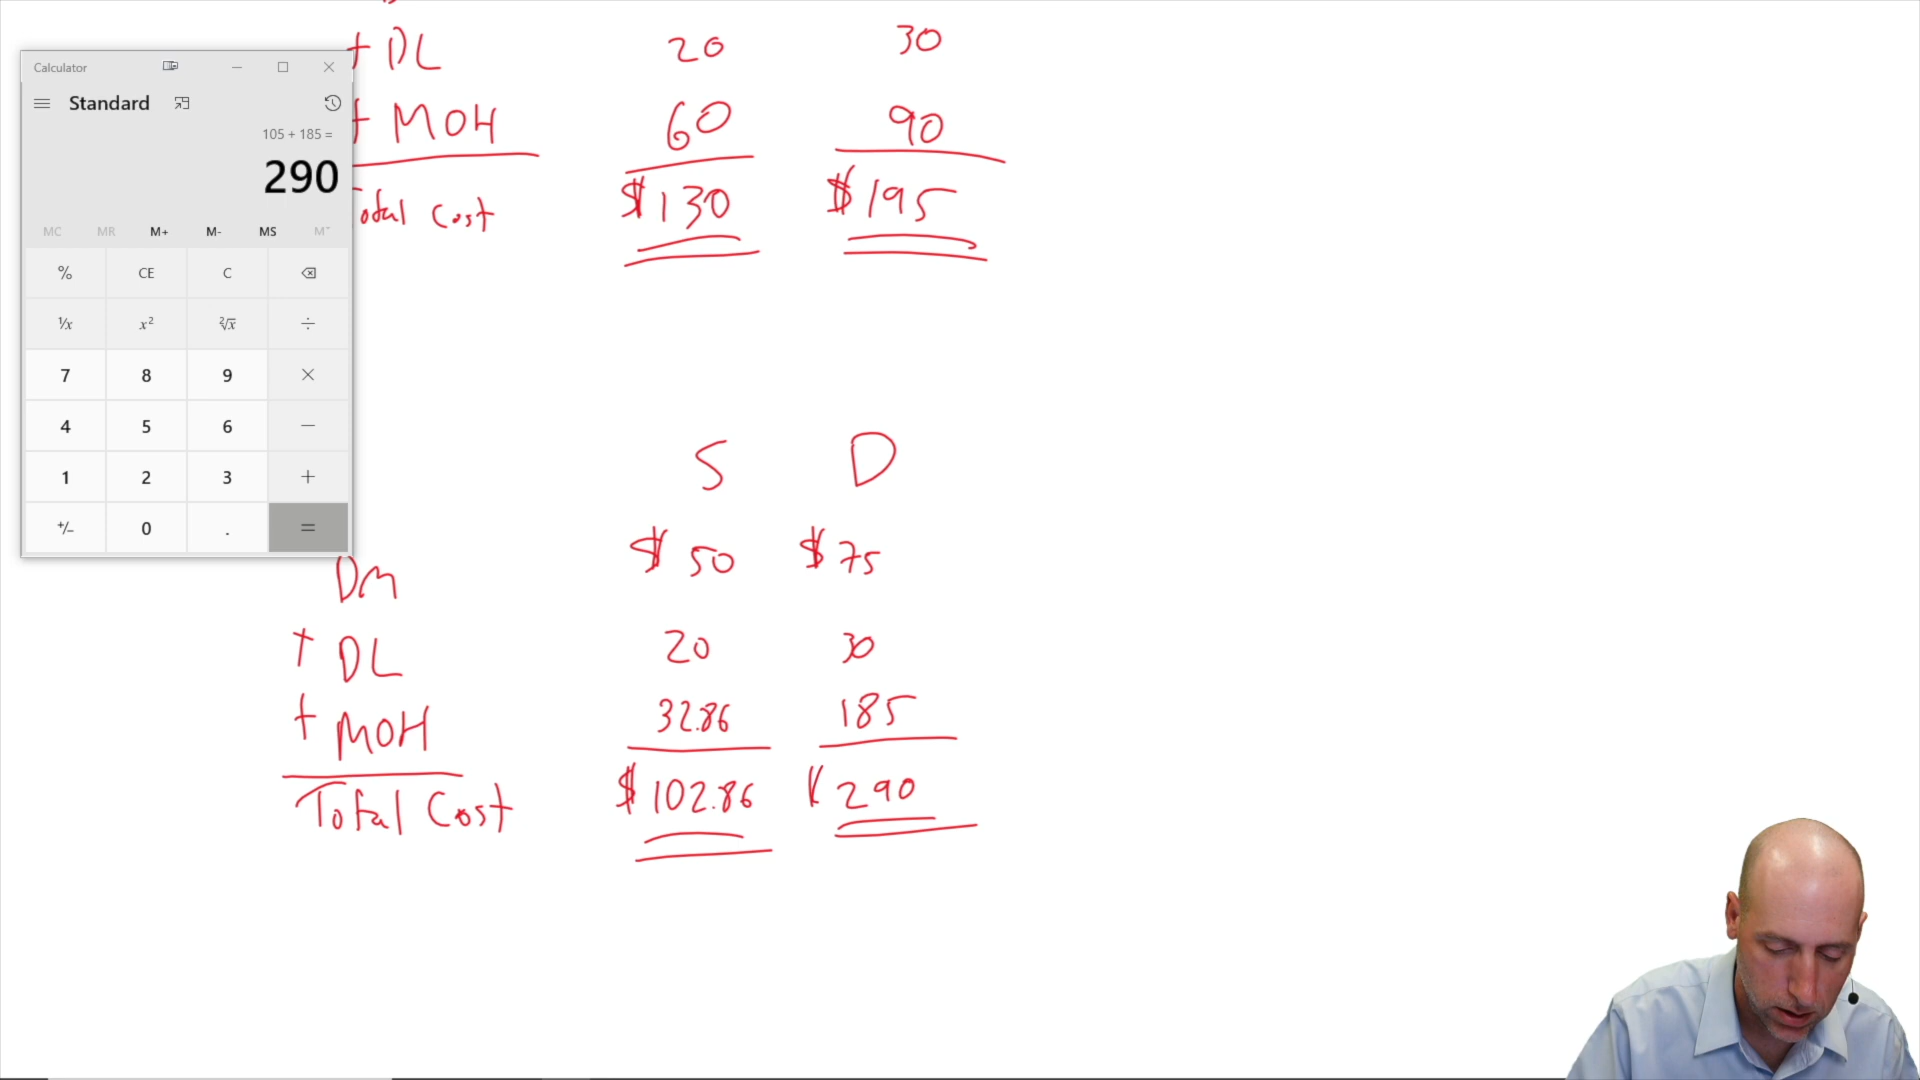 + DL 20 30
+ MOH 60 90
Total Cost $130 $195
Calculator
Standard
105 + 185 =
290
MC MR M+ M- MS M˅
% CE C
¹/x x² ²√x ÷
7 8 9 ×
4 5 6 −
1 2 3 +
+/− 0 . =
S D
DM $ 50 $ 75
+ DL 20 30
+ MOH 32.86 185
Total Cost $102.86 $ 290